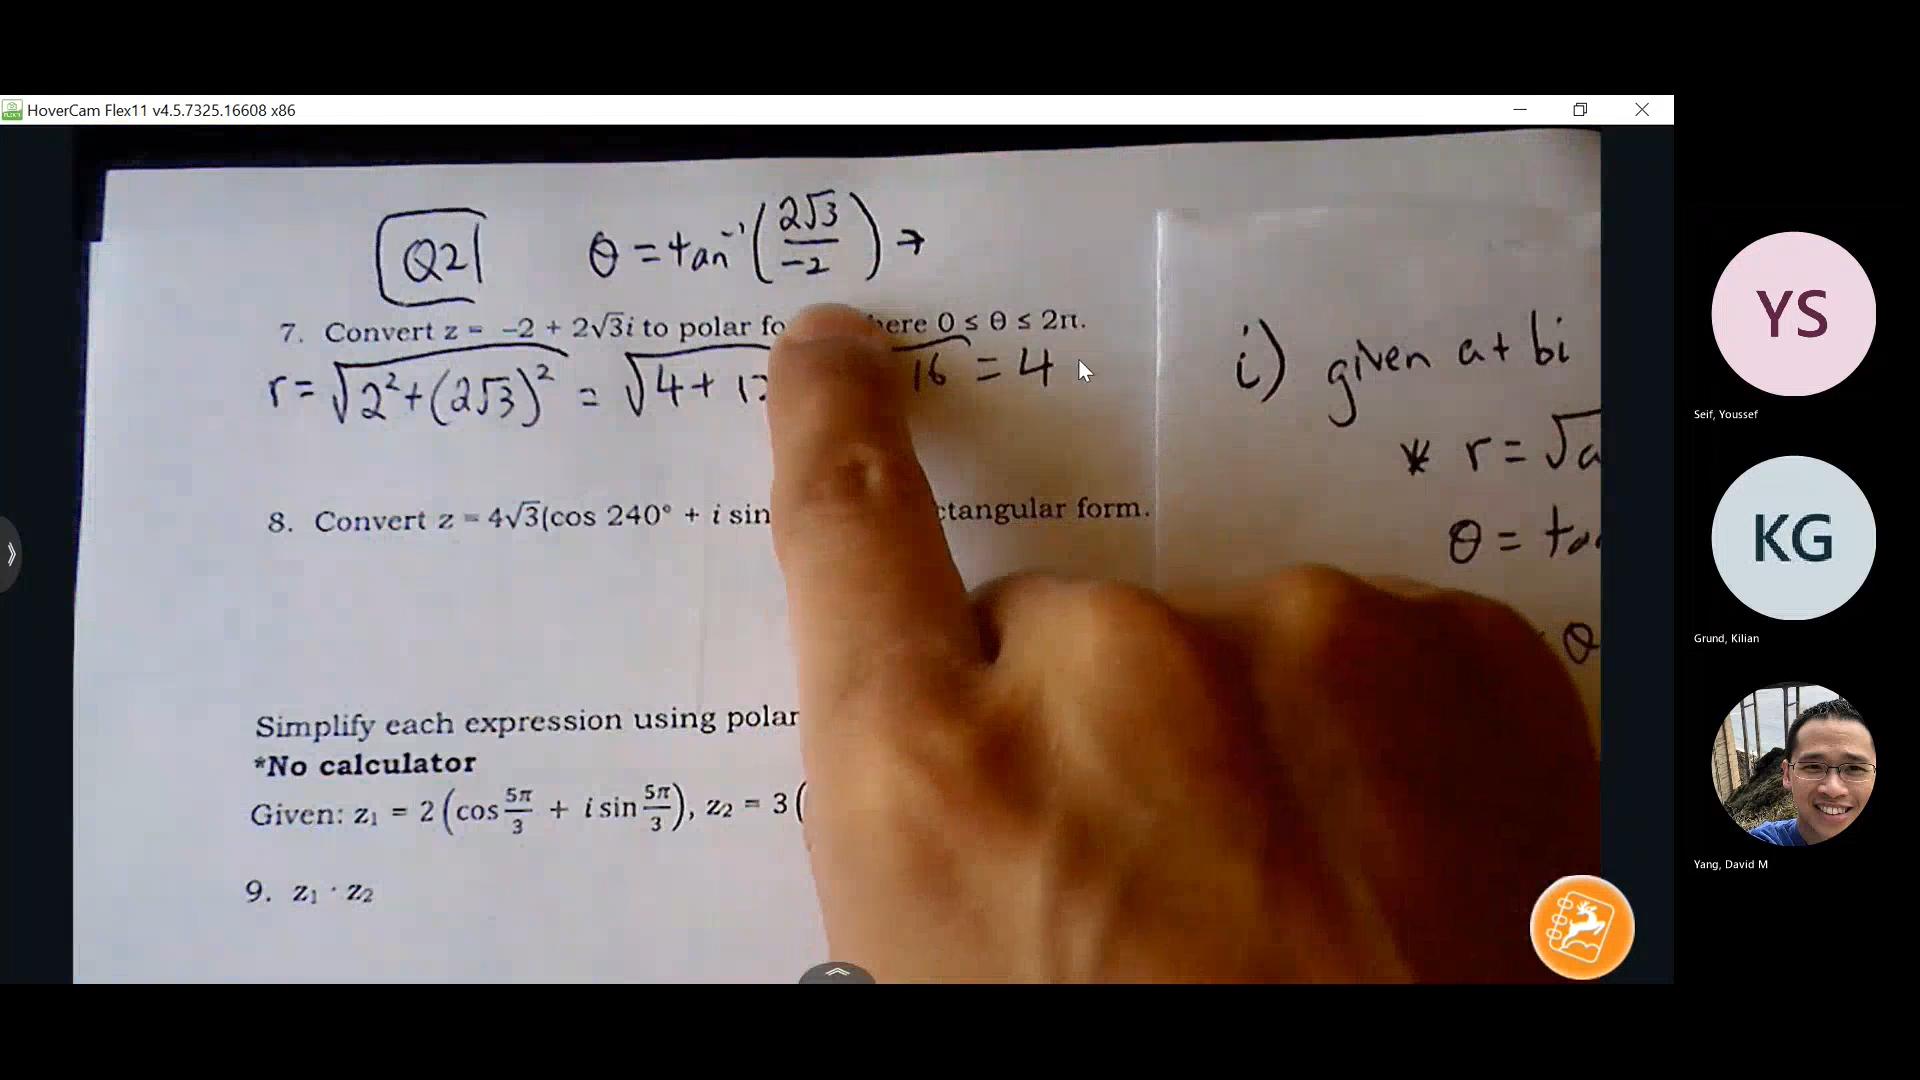 HoverCam Flex11 v4.5.7325.16608 x86
Q2
θ = tan⁻¹(2√3/-2) →
7. Convert z = −2 + 2√3i to polar fo ere 0 ≤ θ ≤ 2π.
r = √2² + (2√3)² = √4 + 16 = 4
i) given a + bi
* r = √a
θ = ta
θ
8. Convert z = 4√3(cos 240° + i sin ctangular form.
Simplify each expression using polar
*No calculator
Given: z₁ = 2 (cos 5π/3 + i sin 5π/3), z₂ = 3 (
9. z₁ · z₂
YS
Seif, Youssef
KG
Grund, Kilian
Yang, David M